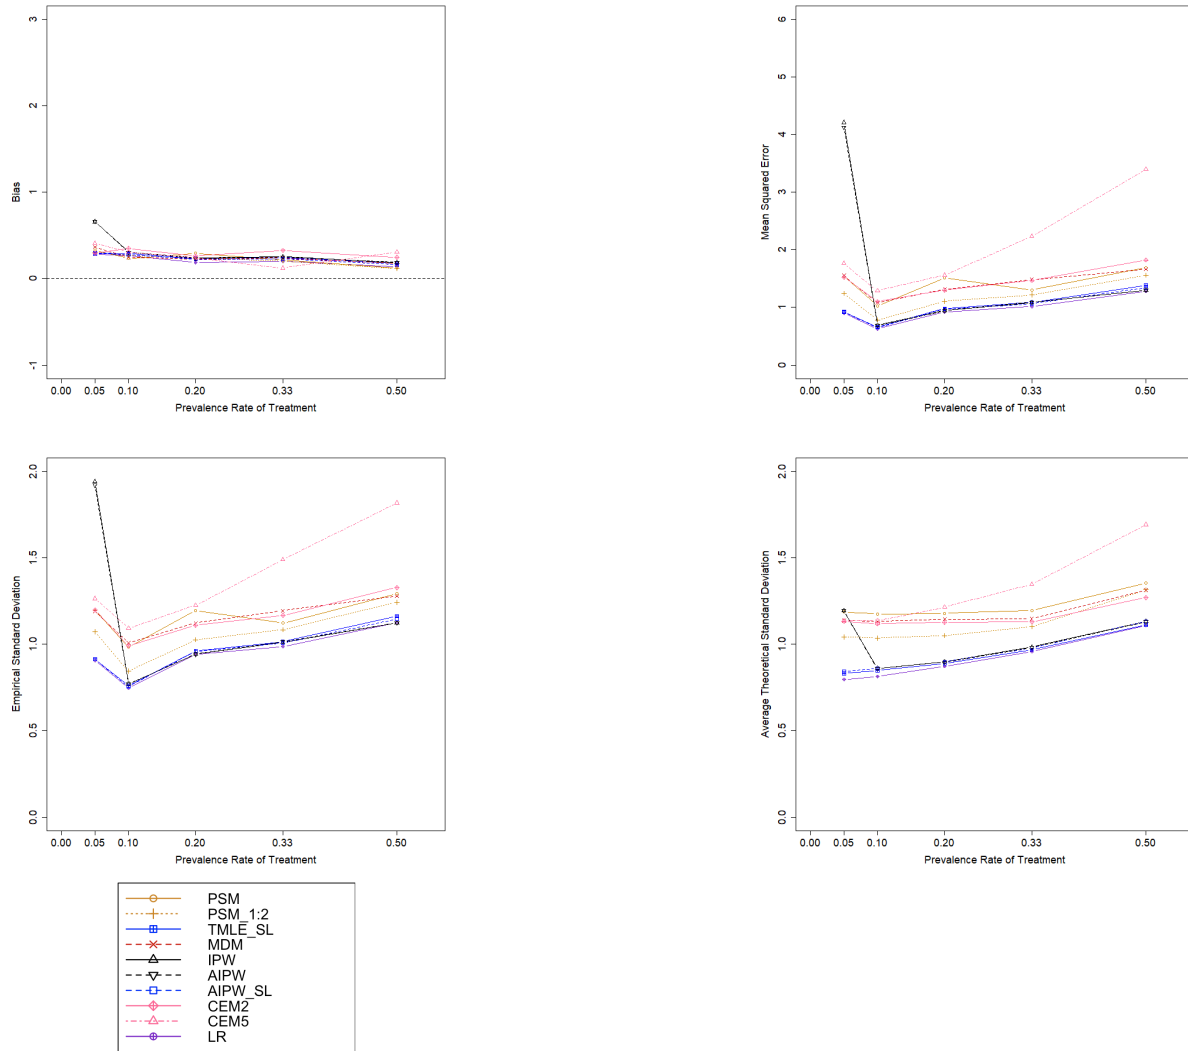 3
2
1
0
-1
Bias
0.00 0.05 0.10 0.20 0.33 0.50
Prevalence Rate of Treatment
6
5
4
3
2
1
0
Mean Squared Error
0.00 0.05 0.10 0.20 0.33 0.50
Prevalence Rate of Treatment
2.0
1.5
1.0
0.5
0.0
Empirical Standard Deviation
0.00 0.05 0.10 0.20 0.33 0.50
Prevalence Rate of Treatment
2.0
1.5
1.0
0.5
0.0
Average Theoretical Standard Deviation
0.00 0.05 0.10 0.20 0.33 0.50
Prevalence Rate of Treatment
PSM
PSM_1:2
TMLE_SL
MDM
IPW
AIPW
AIPW_SL
CEM2
CEM5
LR